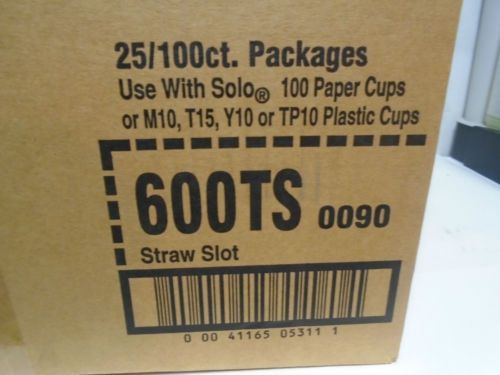 25/100ct. Packages
Use With Solo® 100 Paper Cups
or M10, T15, Y10 or TP10 Plastic Cups
600TS 0090
Straw Slot
0 00 41165 05311 1